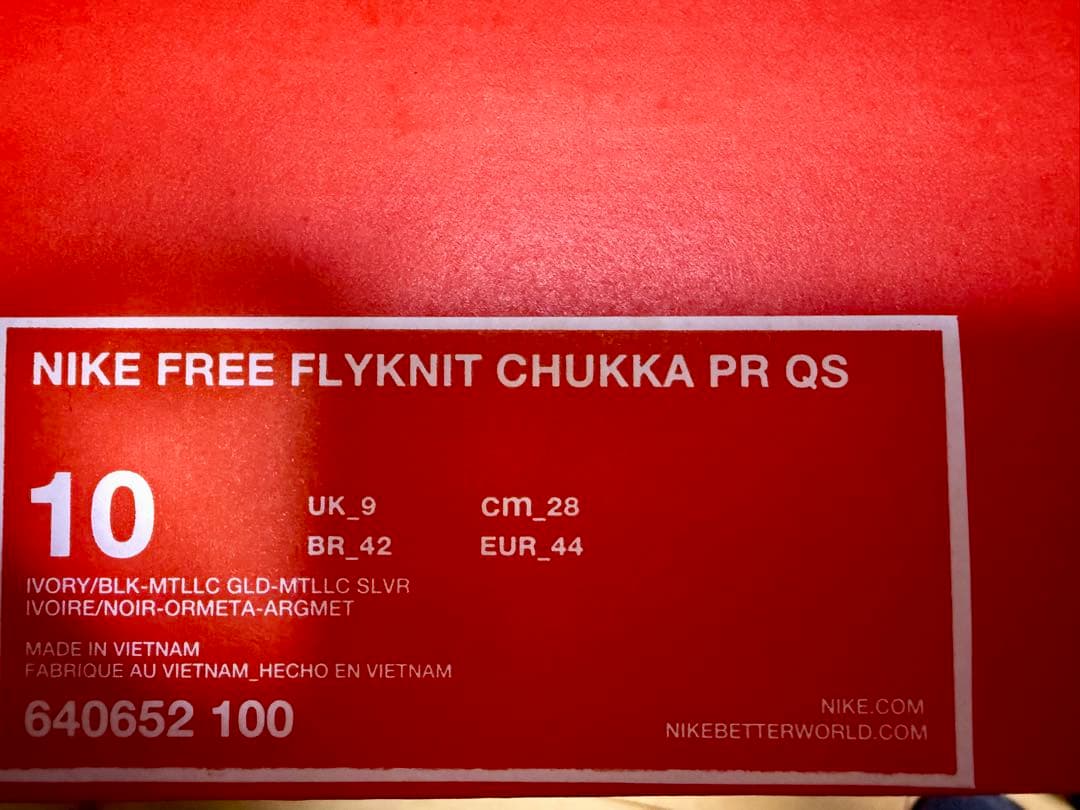 NIKE FREE FLYKNIT CHUKKA PR QS
10
UK_9 cm_28
BR_42 EUR_44
IVORY/BLK-MTLLC GLD-MTLLC SLVR
IVOIRE/NOIR-ORMETA-ARGMET
MADE IN VIETNAM
FABRIQUE AU VIETNAM_HECHO EN VIETNAM
640652 100
NIKE.COM
NIKEBETTERWORLD.COM